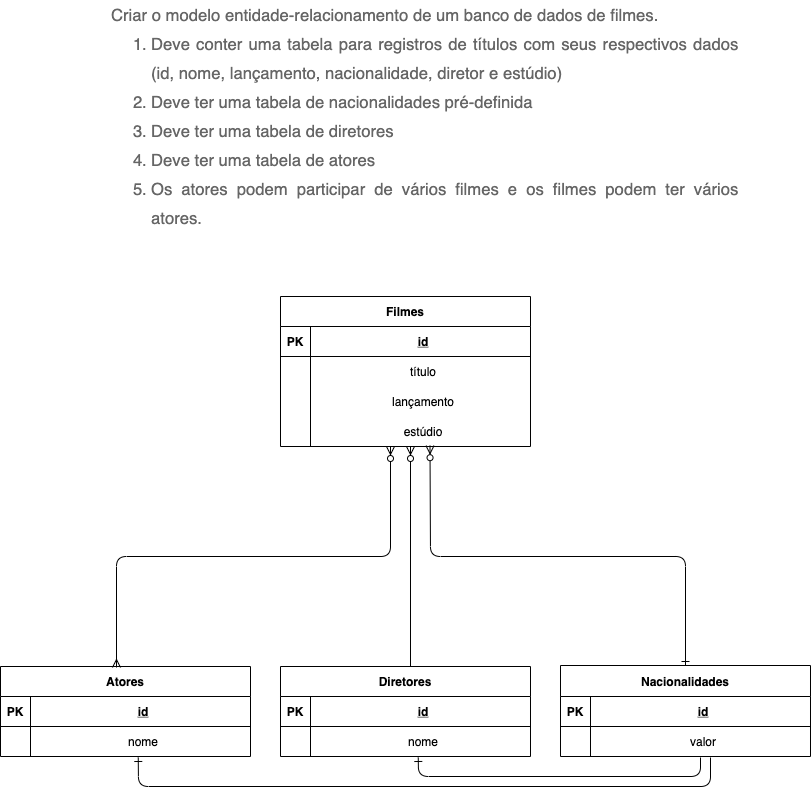 Criar o modelo entidade-relacionamento de um banco de dados de filmes.
1. Deve conter uma tabela para registros de títulos com seus respectivos dados
(id, nome, lançamento, nacionalidade, diretor e estúdio)
2. Deve ter uma tabela de nacionalidades pré-definida
3. Deve ter uma tabela de diretores
4. Deve ter uma tabela de atores
5. Os atores podem participar de vários filmes e os filmes podem ter vários
atores.
Filmes
PK id
título
lançamento
estúdio
Atores
PK id
nome
Diretores
PK id
nome
Nacionalidades
PK id
valor